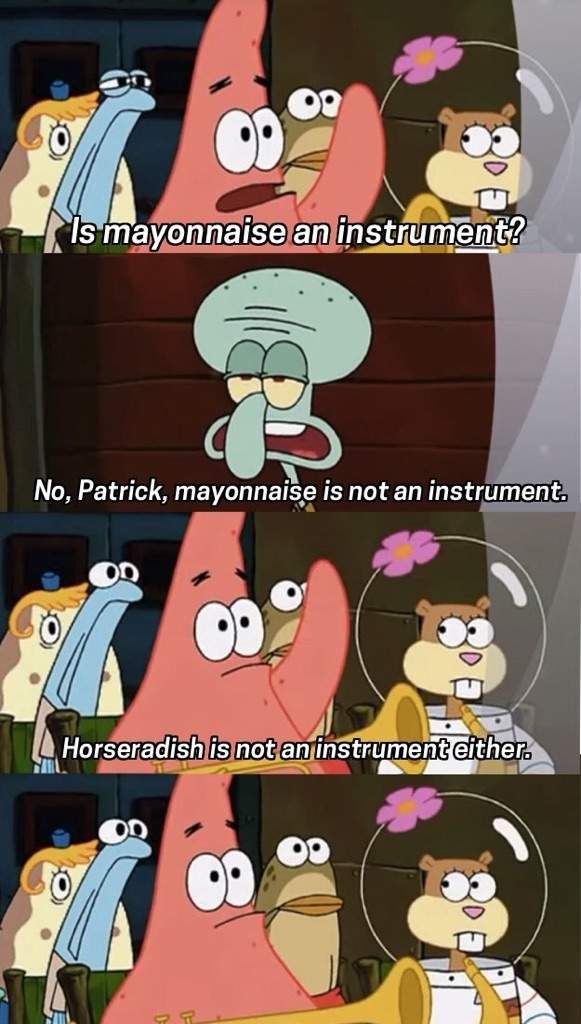 Is mayonnaise an instrument?
No, Patrick, mayonnaise is not an instrument.
Horseradish is not an instrument either.